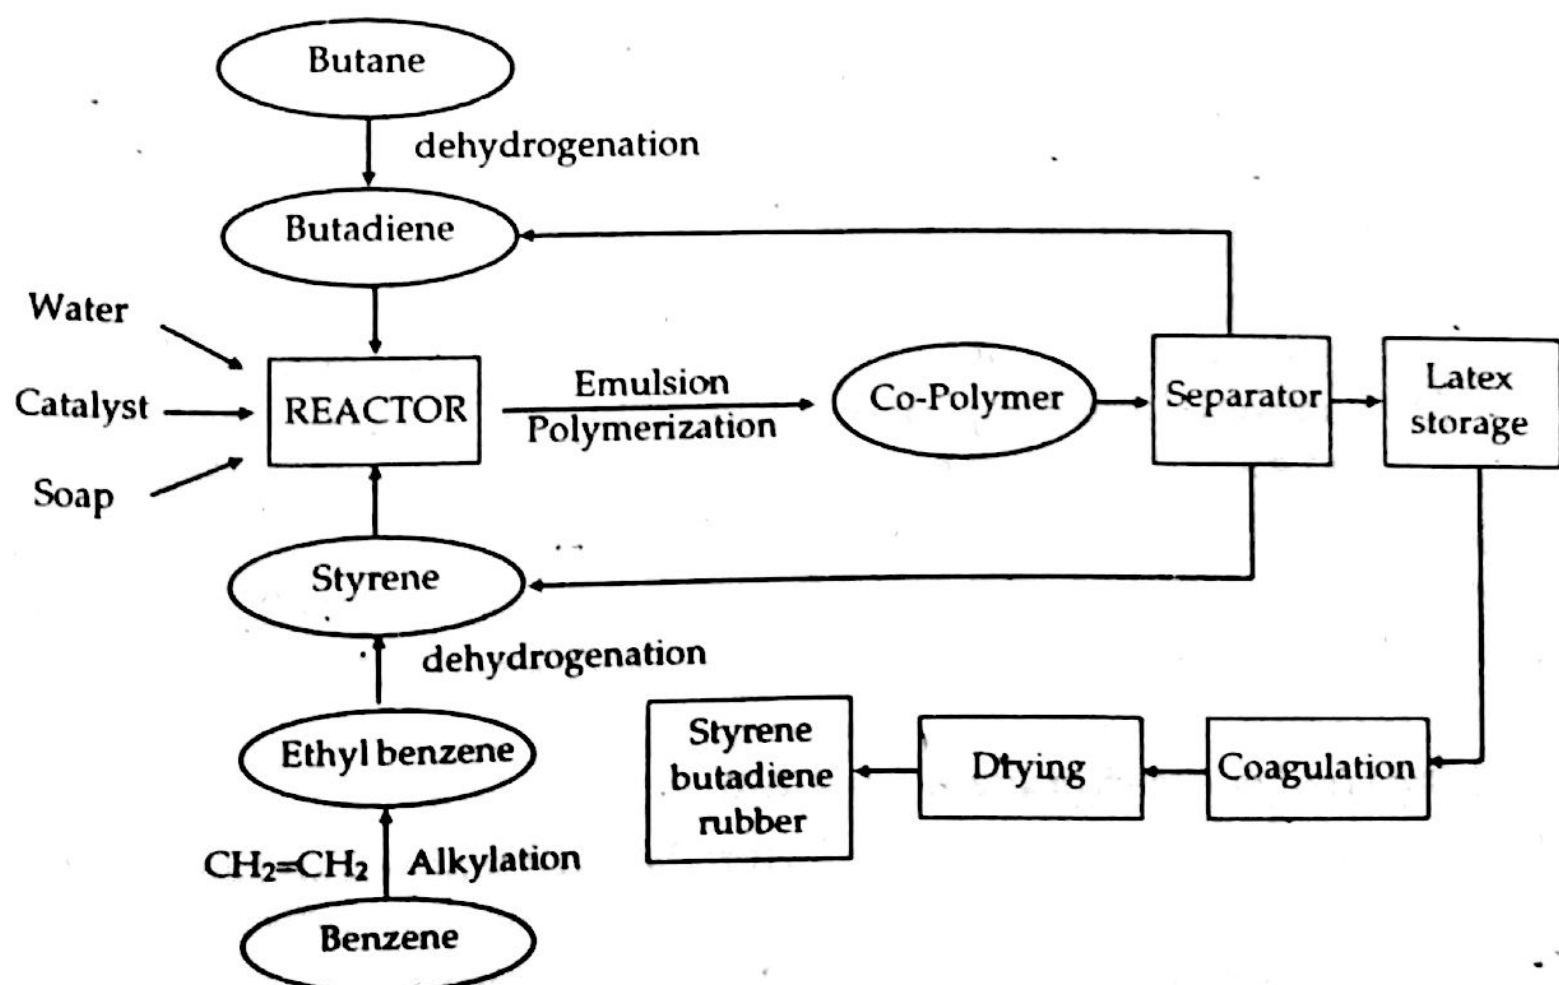 Butane
dehydrogenation
Butadiene
Water
Catalyst
Soap
REACTOR
Emulsion
Polymerization
Co-Polymer
Separator
Latex
storage
Styrene
dehydrogenation
Ethyl benzene
CH₂=CH₂ Alkylation
Benzene
Styrene
butadiene
rubber
Drying
Coagulation